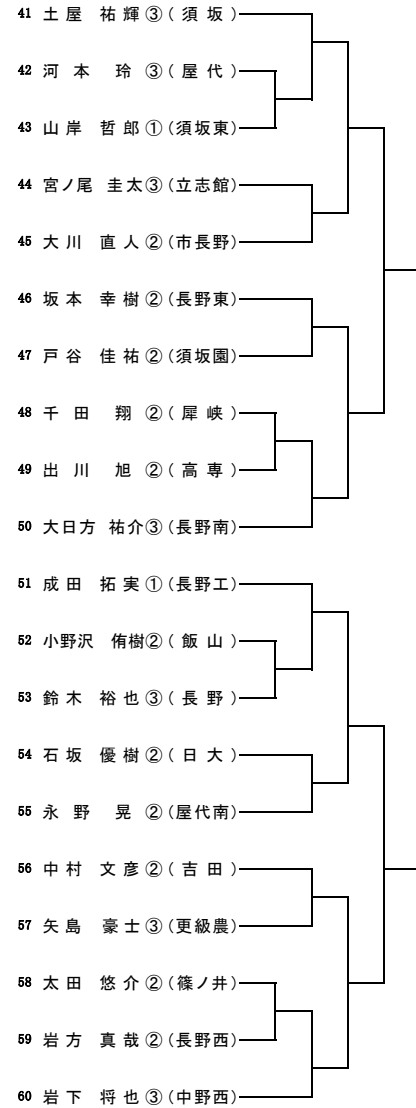 41 土屋 祐輝③(須坂)
42 河本 玲③(屋代)
43 山岸 哲郎①(須坂東)
44 宮ノ尾 圭太③(立志館)
45 大川 直人②(市長野)
46 坂本 幸樹②(長野東)
47 戸谷 佳祐②(須坂園)
48 千田 翔②(犀峡)
49 出川 旭②(高専)
50 大日方 祐介③(長野南)
51 成田 拓実①(長野工)
52 小野沢 侑樹②(飯山)
53 鈴木 裕也③(長野)
54 石坂 優樹②(日大)
55 永野 晃②(屋代南)
56 中村 文彦②(吉田)
57 矢島 豪士③(更級農)
58 太田 悠介②(篠ノ井)
59 岩方 真哉②(長野西)
60 岩下 将也③(中野西)